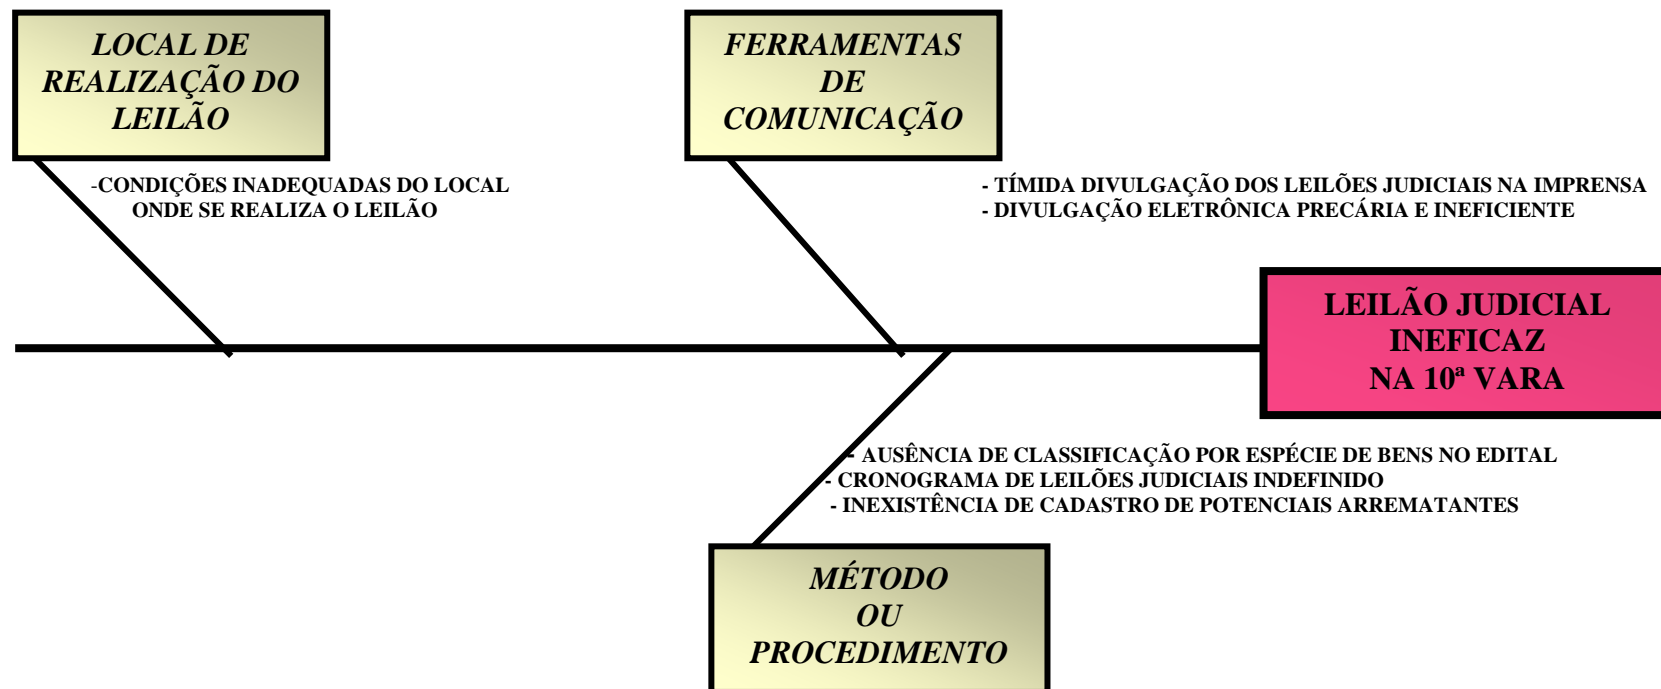 LOCAL DE
REALIZAÇÃO DO
LEILÃO
FERRAMENTAS
DE
COMUNICAÇÃO
-CONDIÇÕES INADEQUADAS DO LOCAL
ONDE SE REALIZA O LEILÃO
- TÍMIDA DIVULGAÇÃO DOS LEILÕES JUDICIAIS NA IMPRENSA
- DIVULGAÇÃO ELETRÔNICA PRECÁRIA E INEFICIENTE
LEILÃO JUDICIAL
INEFICAZ
NA 10ª VARA
- AUSÊNCIA DE CLASSIFICAÇÃO POR ESPÉCIE DE BENS NO EDITAL
- CRONOGRAMA DE LEILÕES JUDICIAIS INDEFINIDO
- INEXISTÊNCIA DE CADASTRO DE POTENCIAIS ARREMATANTES
MÉTODO
OU
PROCEDIMENTO